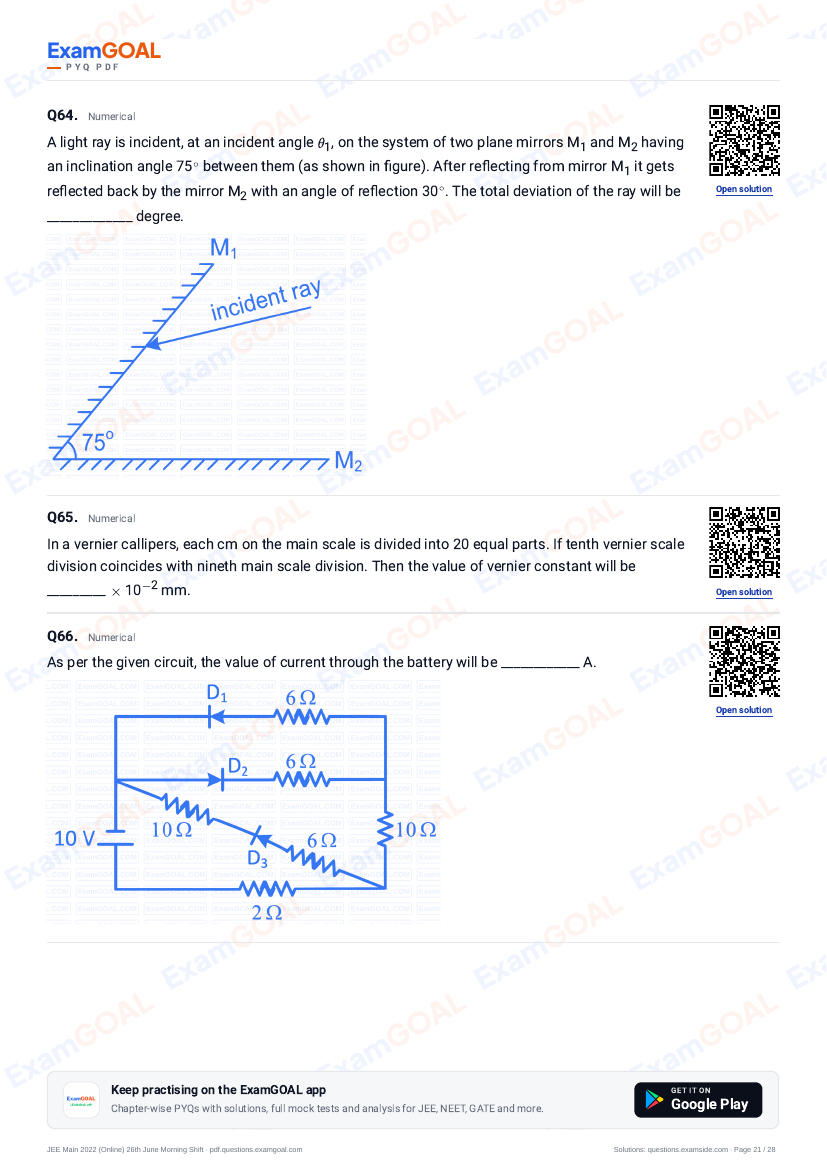 ExamGOAL
PYQ PDF
Q64. Numerical
A light ray is incident, at an incident angle θ₁, on the system of two plane mirrors M₁ and M₂ having
an inclination angle 75° between them (as shown in figure). After reflecting from mirror M₁ it gets
reflected back by the mirror M₂ with an angle of reflection 30°. The total deviation of the ray will be
_____________ degree.
Open solution
M₁
incident ray
75°
M₂
Q65. Numerical
In a vernier callipers, each cm on the main scale is divided into 20 equal parts. If tenth vernier scale
division coincides with nineth main scale division. Then the value of vernier constant will be
_________ × 10⁻² mm.
Open solution
Q66. Numerical
As per the given circuit, the value of current through the battery will be ____________ A.
Open solution
D₁ 6 Ω
D₂ 6 Ω
10 Ω
10 V
D₃
6 Ω
10 Ω
2 Ω
Keep practising on the ExamGOAL app
Chapter-wise PYQs with solutions, full mock tests and analysis for JEE, NEET, GATE and more.
GET IT ON
Google Play
JEE Main 2022 (Online) 26th June Morning Shift · pdf.questions.examgoal.com
Solutions: questions.examside.com · Page 21 / 28